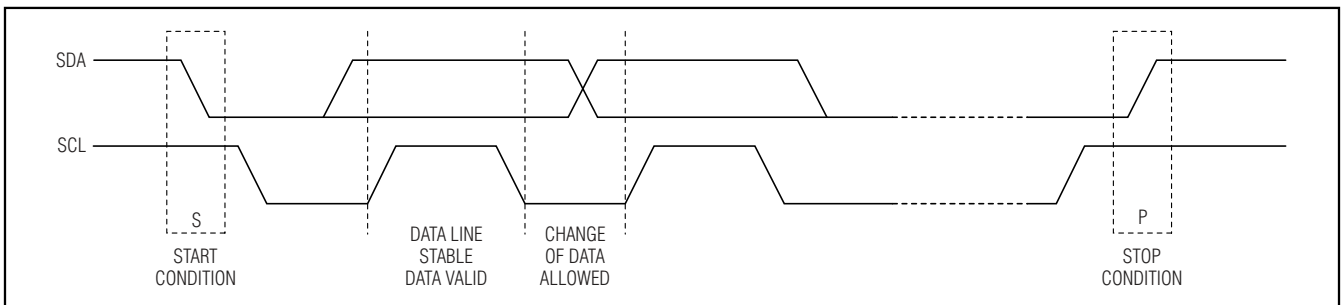 SDA
SCL
S
START
CONDITION
DATA LINE
STABLE
DATA VALID
CHANGE
OF DATA
ALLOWED
P
STOP
CONDITION